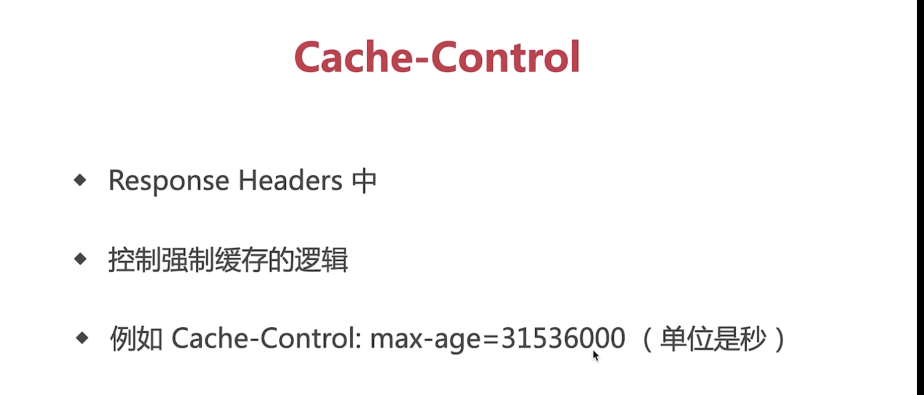 Cache-Control
◆ Response Headers 中
◆ 控制强制缓存的逻辑
◆ 例如 Cache-Control: max-age=31536000（单位是秒）